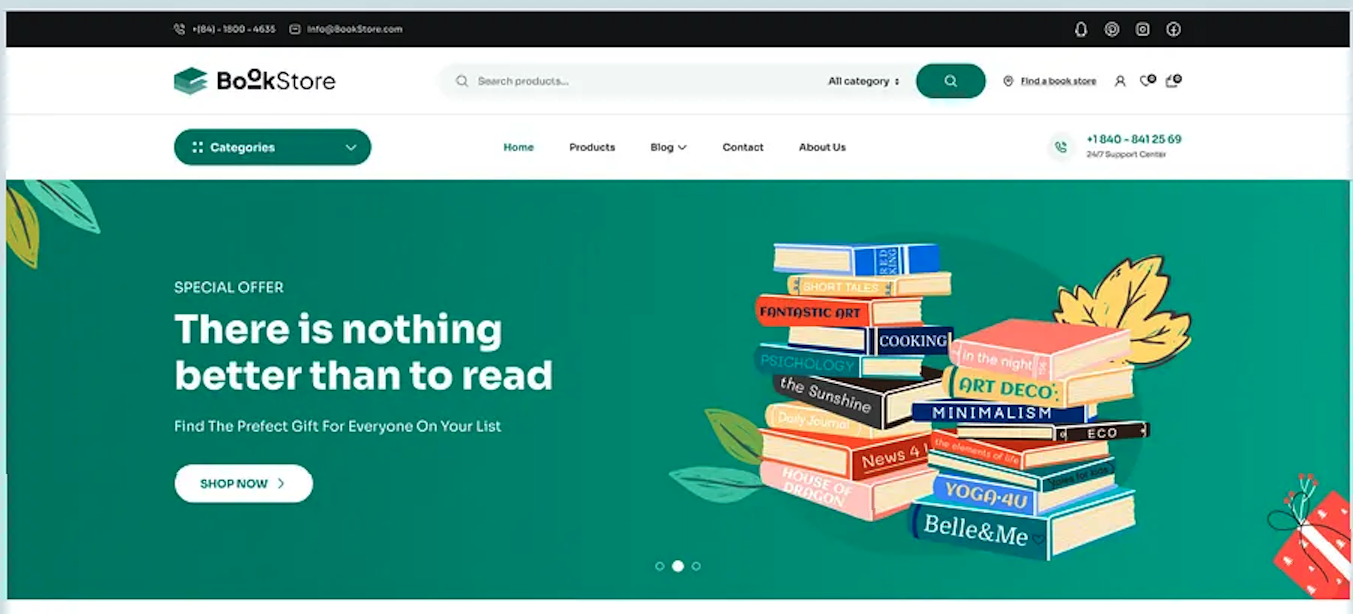 +(84) - 1800 - 4635 Info@BookStore.com
BookStore
Search products...
All category
Find a book store
0
0
Categories
Home
Products
Blog
Contact
About Us
+1 840 - 841 25 69
24/7 Support Center
SPECIAL OFFER
There is nothing
better than to read
Find The Prefect Gift For Everyone On Your List
SHOP NOW
RED
KING
SHORT TALES
FANTASTIC ART
COOKING
PSICHOLOGY
the Sunshine
Daily Journal
News 4 U
HOUSE OF
DRAGON
in the night
ART DECO
MINIMALISM
ECO
the elements of life
YOGA·4U
Belle&Me